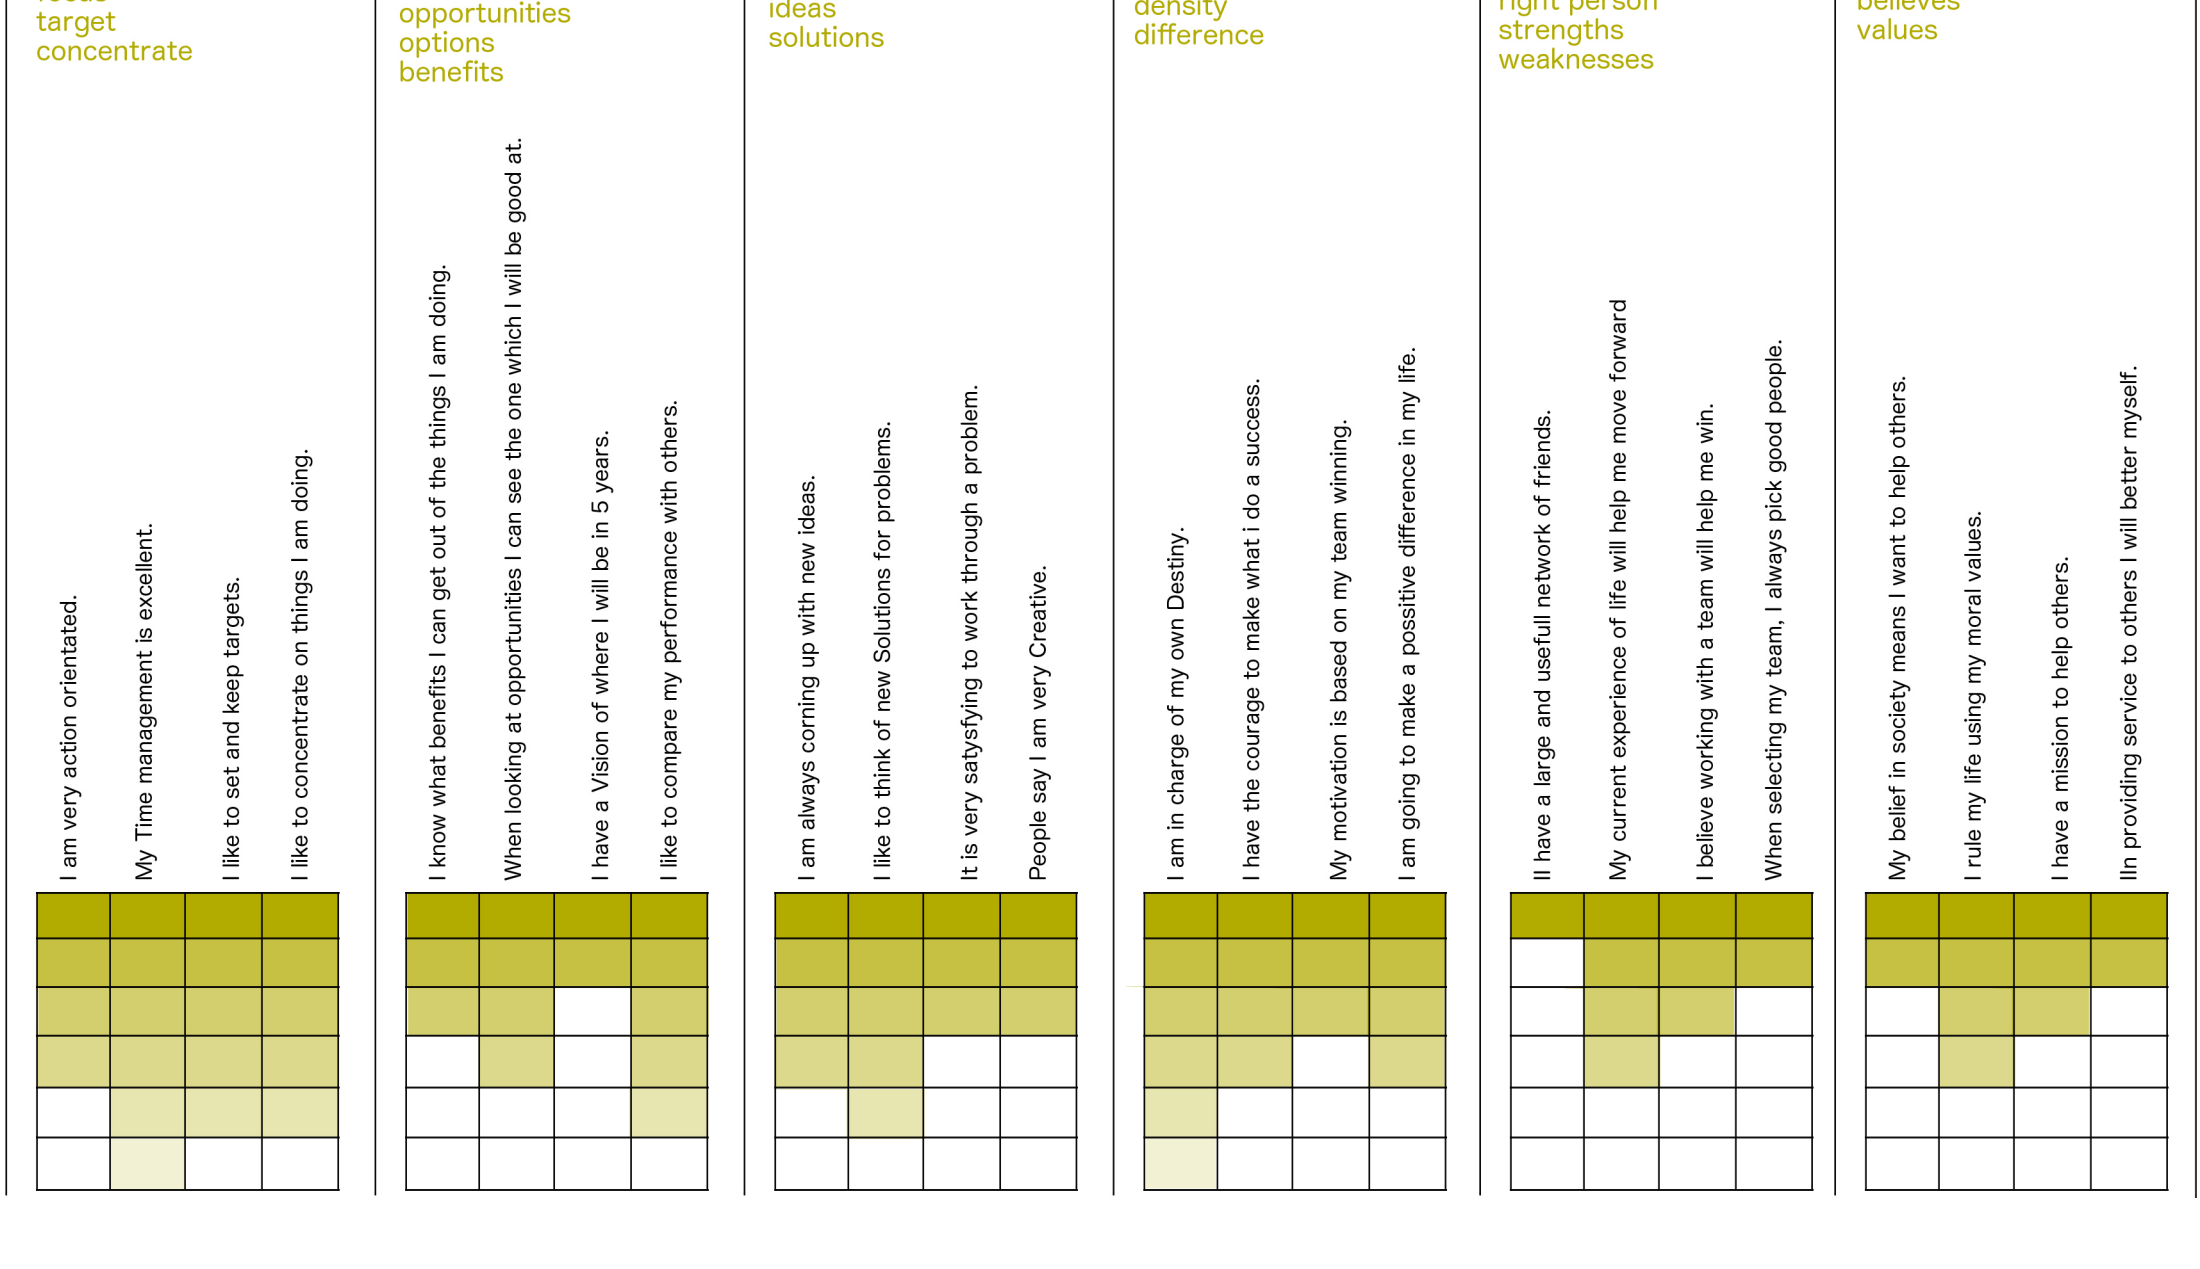 focus
target
concentrate
opportunities
options
benefits
ideas
solutions
density
difference
right person
strengths
weaknesses
believes
values
I am very action orientated.
My Time management is excellent.
I like to set and keep targets.
I like to concentrate on things I am doing.
I know what benefits I can get out of the things I am doing.
When looking at opportunities I can see the one which I will be good at.
I have a Vision of where I will be in 5 years.
I like to compare my performance with others.
I am always corning up with new ideas.
I like to think of new Solutions for problems.
It is very satysfying to work through a problem.
People say I am very Creative.
I am in charge of my own Destiny.
I have the courage to make what i do a success.
My motivation is based on my team winning.
I am going to make a possitive difference in my life.
II have a large and usefull network of friends.
My current experience of life will help me move forward
I believe working with a team will help me win.
When selecting my team, I always pick good people.
My belief in society means I want to help others.
I rule my life using my moral values.
I have a mission to help others.
IIn providing service to others I will better myself.